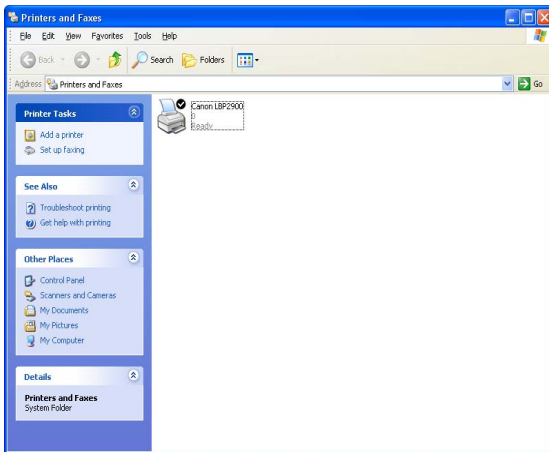 Printers and Faxes
File Edit View Favorites Tools Help
Back Search Folders
Address Printers and Faxes Go
Printer Tasks
Add a printer
Set up faxing
See Also
Troubleshoot printing
Get help with printing
Other Places
Control Panel
Scanners and Cameras
My Documents
My Pictures
My Computer
Details
Printers and Faxes
System Folder
Canon LBP2900
0
Ready